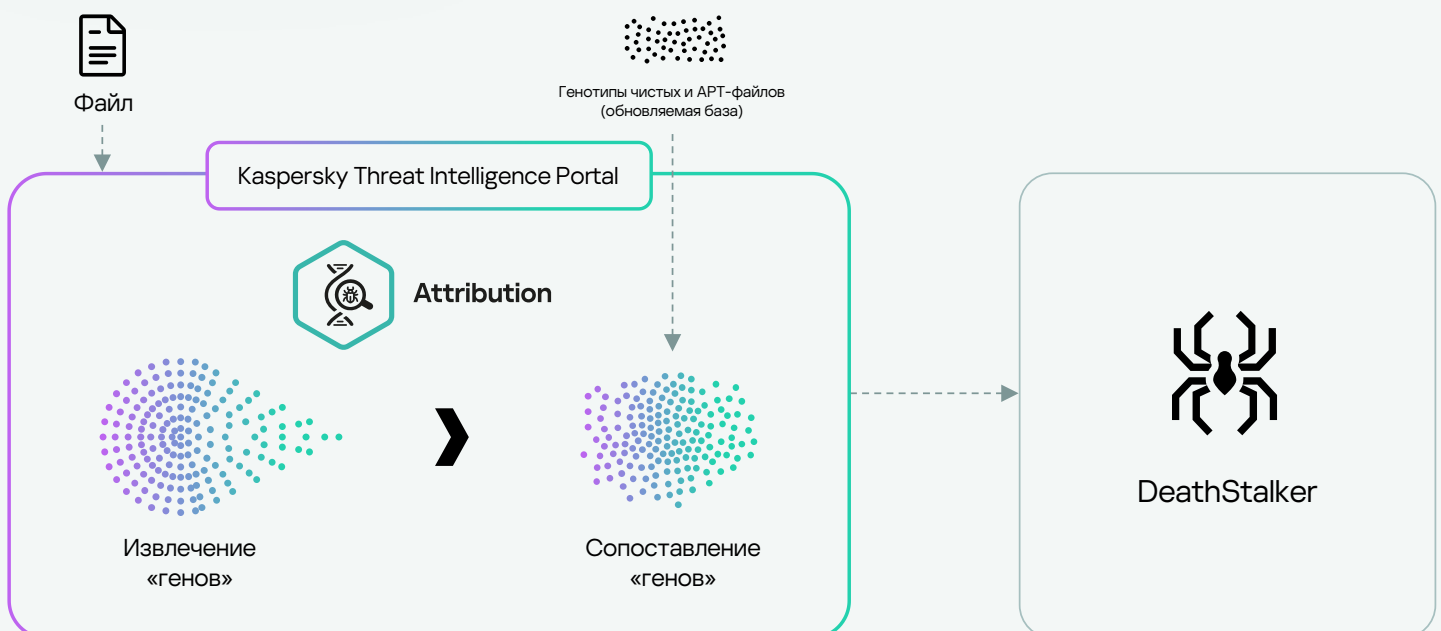 Файл
Генотипы чистых и APT-файлов
(обновляемая база)
Kaspersky Threat Intelligence Portal
Attribution
Извлечение
«генов»
Сопоставление
«генов»
DeathStalker